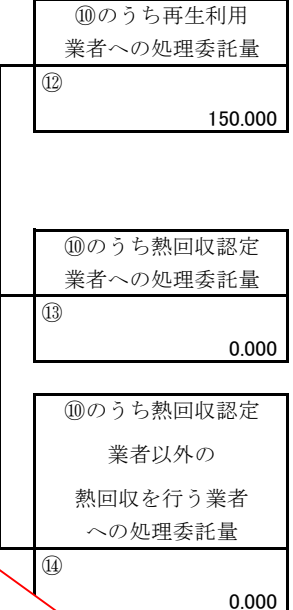 ⑩のうち再生利用
業者への処理委託量
⑫
150.000
⑩のうち熱回収認定
業者への処理委託量
⑬
0.000
⑩のうち熱回収認定
業者以外の
熱回収を行う業者
への処理委託量
⑭
0.000